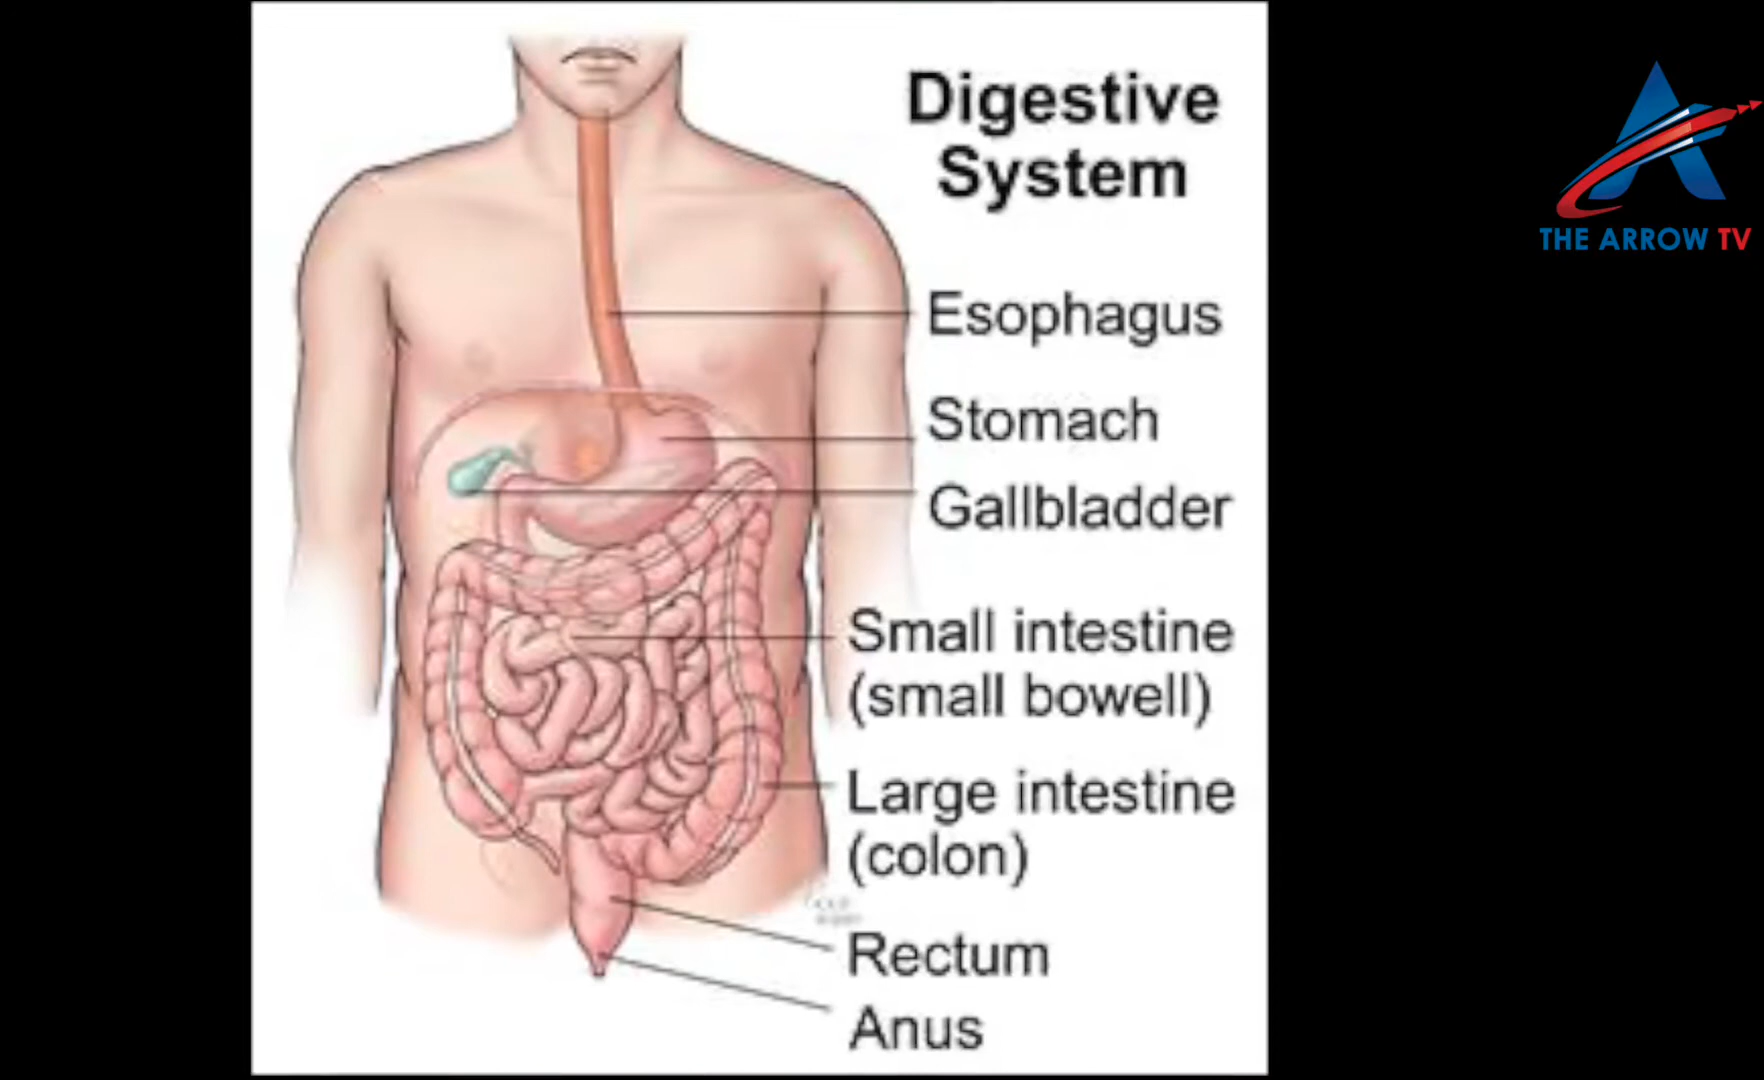 Digestive
System
Esophagus
Stomach
Gallbladder
Small intestine
(small bowell)
Large intestine
(colon)
Rectum
Anus
THE ARROW TV